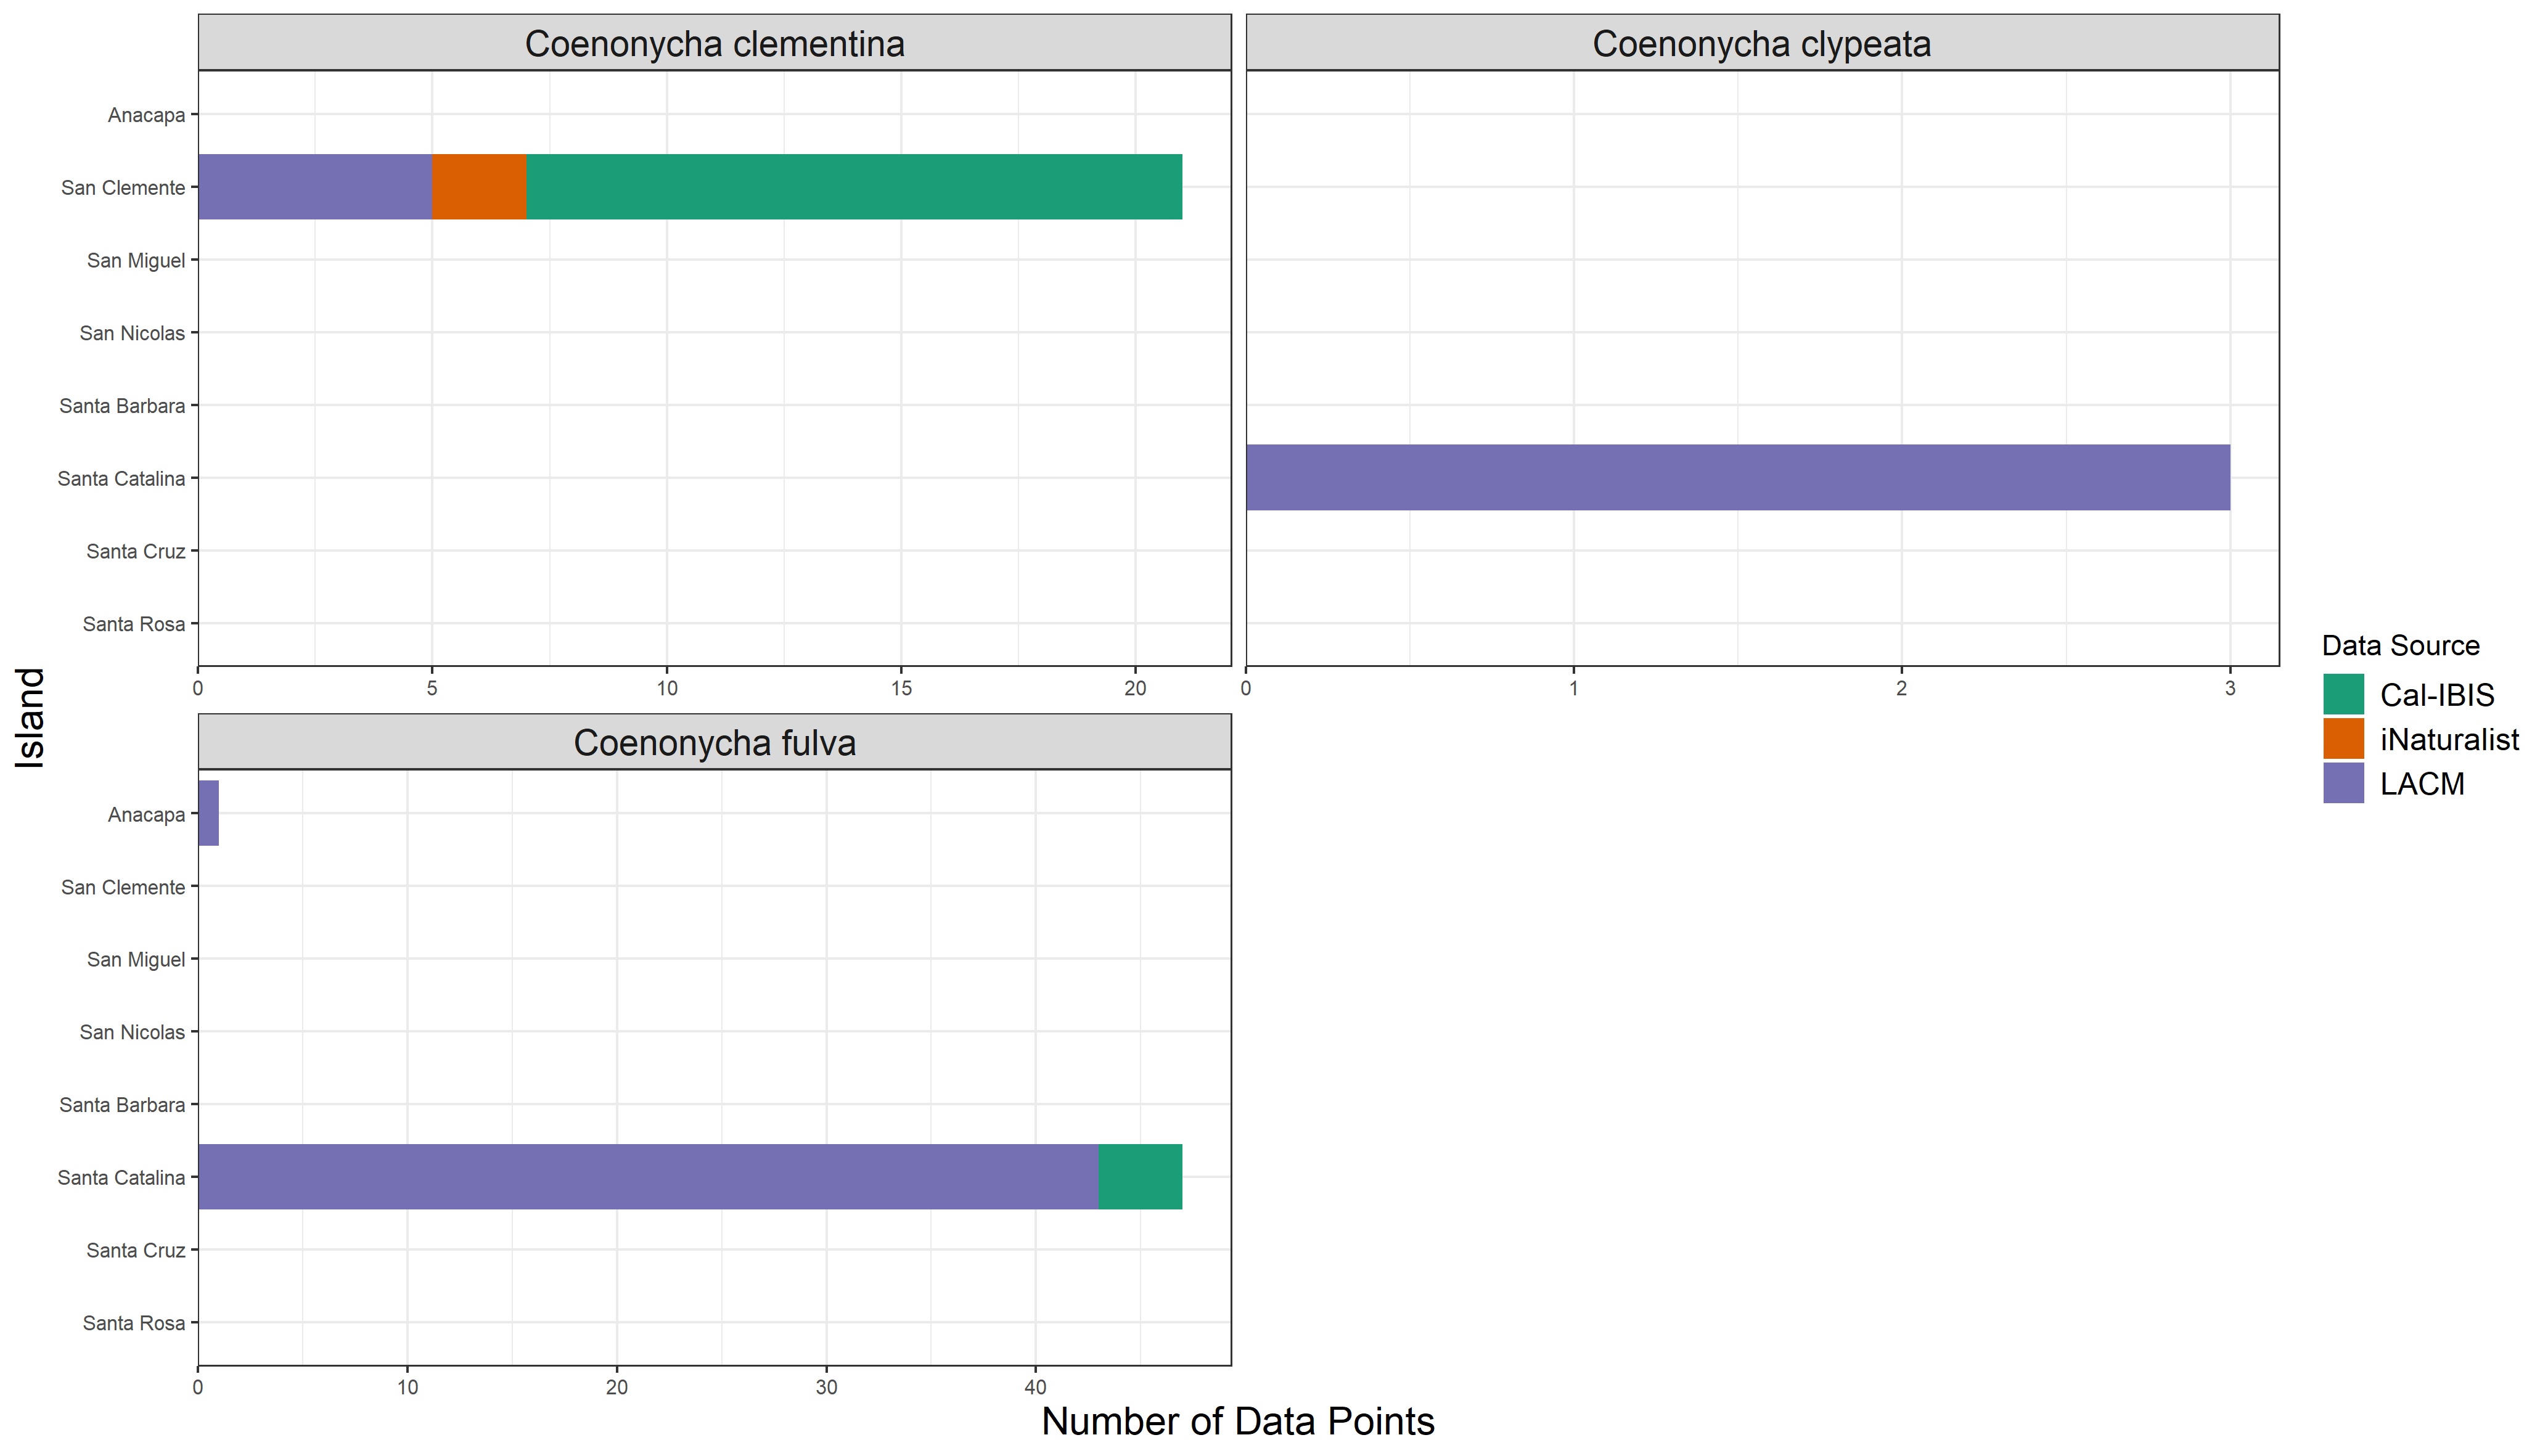 Coenonycha clementina
Coenonycha clypeata
Anacapa
San Clemente
San Miguel
San Nicolas
Santa Barbara
Santa Catalina
Santa Cruz
Santa Rosa
0 5 10 15 20
0 1 2 3
Coenonycha fulva
Anacapa
San Clemente
San Miguel
San Nicolas
Santa Barbara
Santa Catalina
Santa Cruz
Santa Rosa
0 10 20 30 40
Island
Number of Data Points
Data Source
Cal-IBIS
iNaturalist
LACM